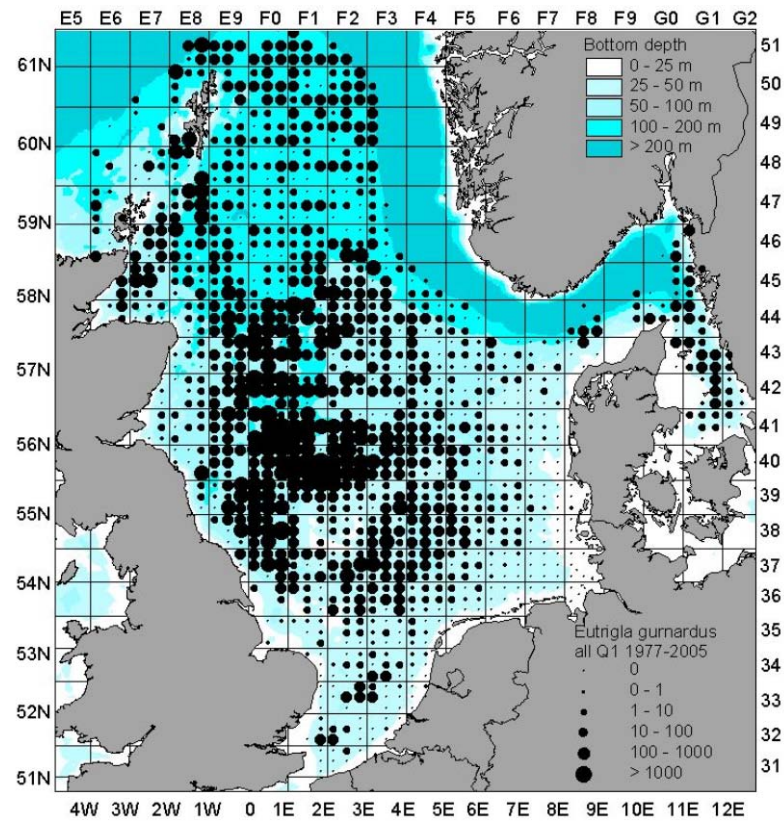 E5 E6 E7 E8 E9 F0 F1 F2 F3 F4 F5 F6 F7 F8 F9 G0 G1 G2
Bottom depth
0 - 25 m
25 - 50 m
50 - 100 m
100 - 200 m
> 200 m
61N
60N
59N
58N
57N
56N
55N
54N
53N
52N
51N
51
50
49
48
47
46
45
44
43
42
41
40
39
38
37
36
35
34
33
32
31
Eutrigla gurnardus
all Q1 1977-2005
0
0 - 1
1 - 10
10 - 100
100 - 1000
> 1000
4W 3W 2W 1W 0 1E 2E 3E 4E 5E 6E 7E 8E 9E 10E 11E 12E